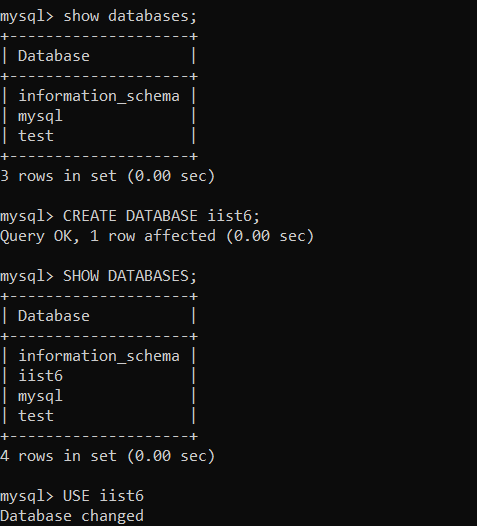 mysql> show databases;
+--------------------+
| Database           |
+--------------------+
| information_schema |
| mysql              |
| test               |
+--------------------+
3 rows in set (0.00 sec)
mysql> CREATE DATABASE iist6;
Query OK, 1 row affected (0.00 sec)
mysql> SHOW DATABASES;
+--------------------+
| Database           |
+--------------------+
| information_schema |
| iist6              |
| mysql              |
| test               |
+--------------------+
4 rows in set (0.00 sec)
mysql> USE iist6
Database changed